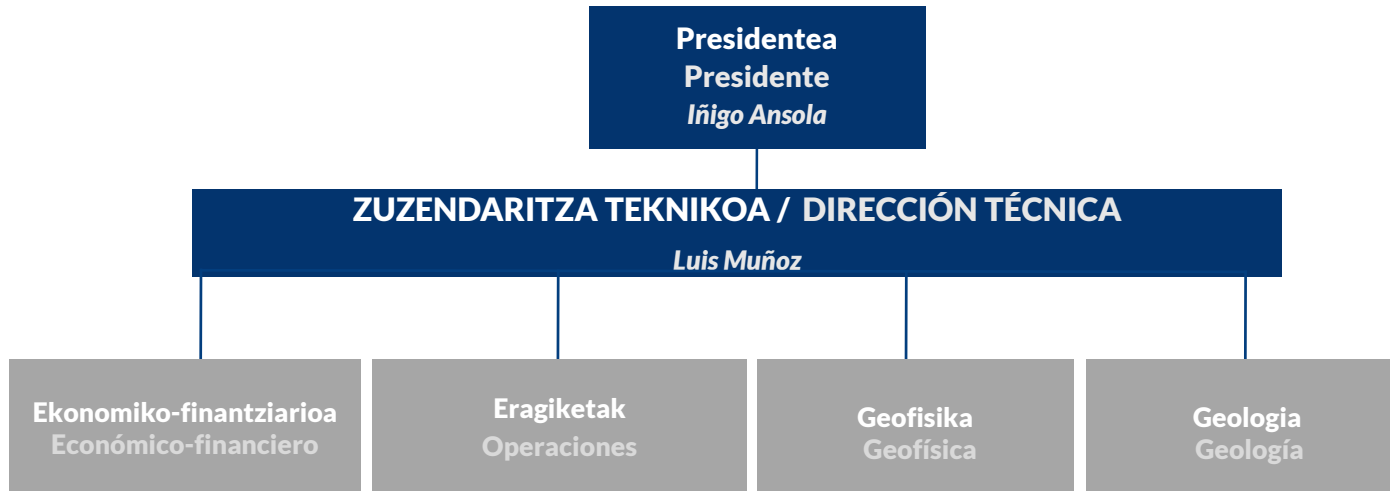 Presidentea
Presidente
Iñigo Ansola
ZUZENDARITZA TEKNIKOA / DIRECCIÓN TÉCNICA
Luis Muñoz
Ekonomiko-finantziarioa
Económico-financiero
Eragiketak
Operaciones
Geofisika
Geofísica
Geologia
Geología